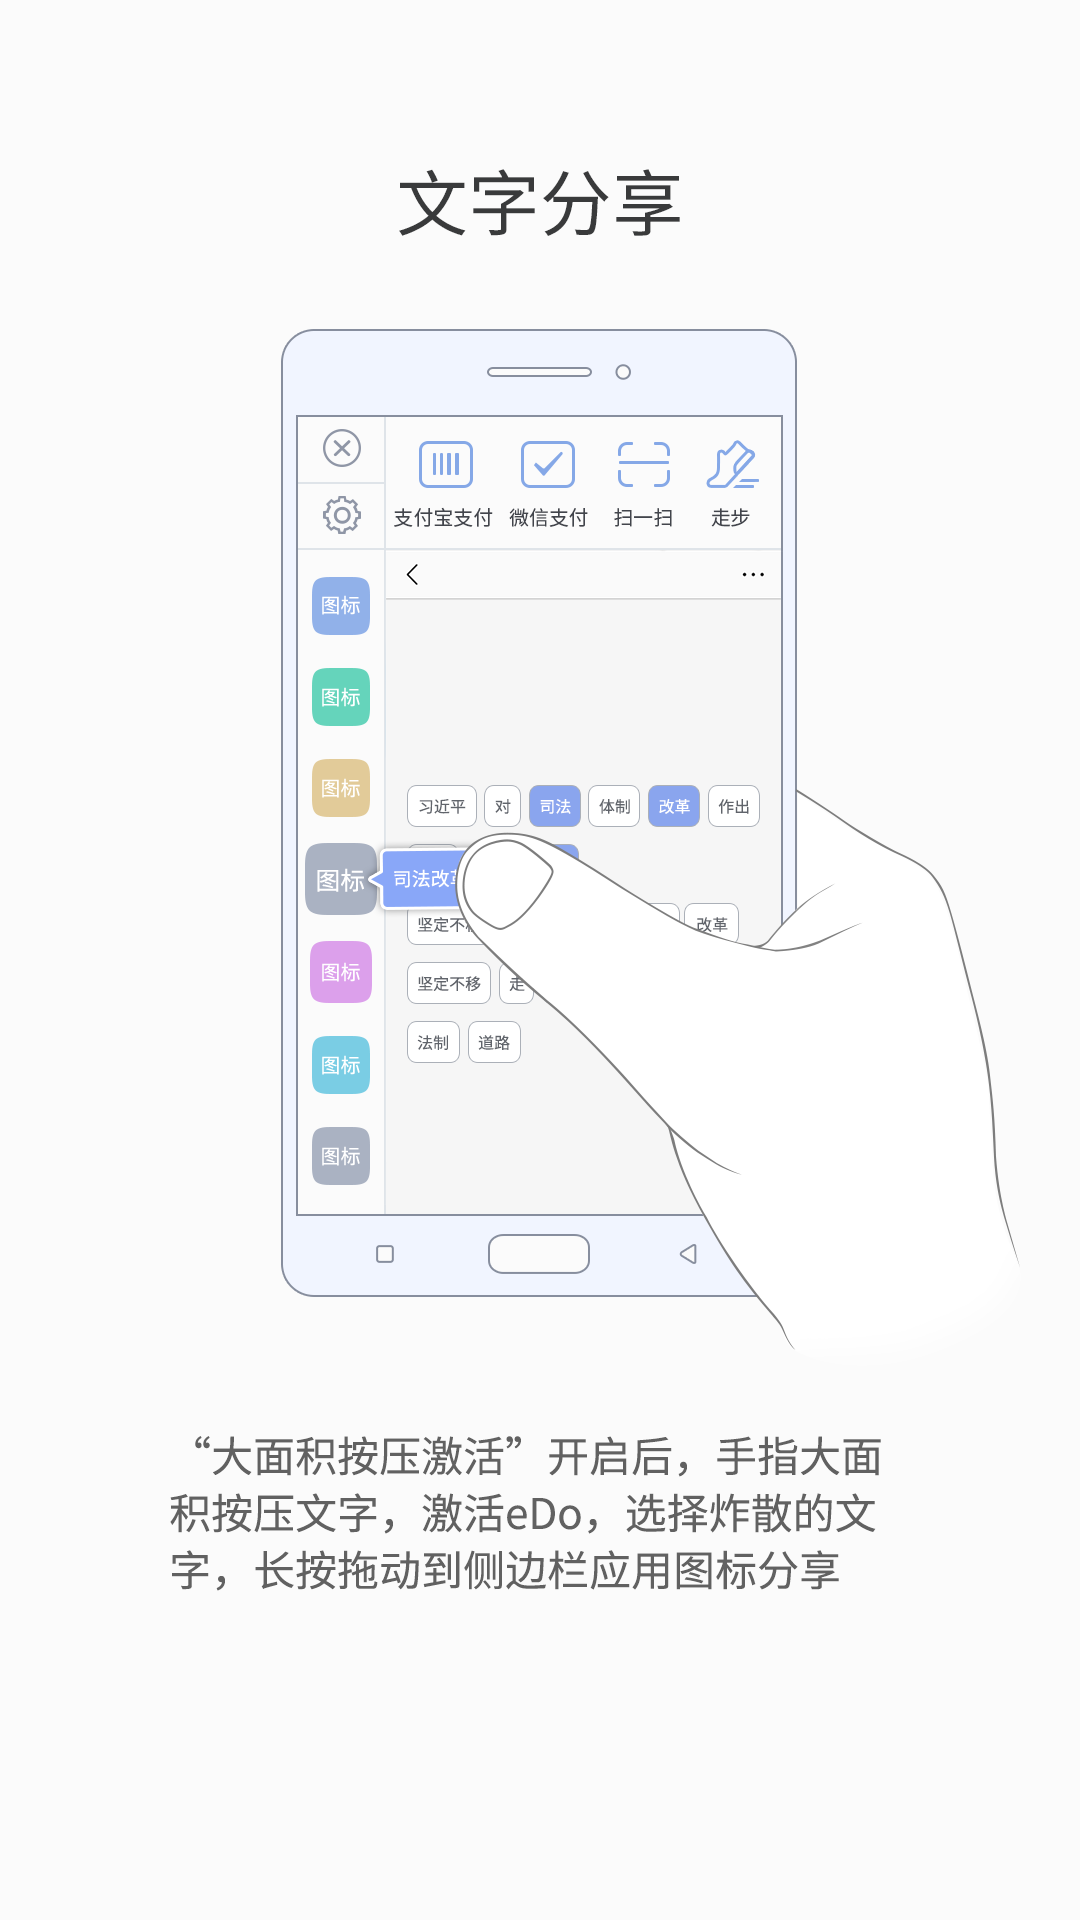 文字分享
支付宝支付 微信支付 扫一扫 走步
图标
图标
图标
习近平 对 司法 体制 改革 作出
图标 司法改革
坚定不移 改革
图标
坚定不移 走
法制 道路
图标
图标
“大面积按压激活”开启后，手指大面
积按压文字，激活eDo，选择炸散的文
字，长按拖动到侧边栏应用图标分享